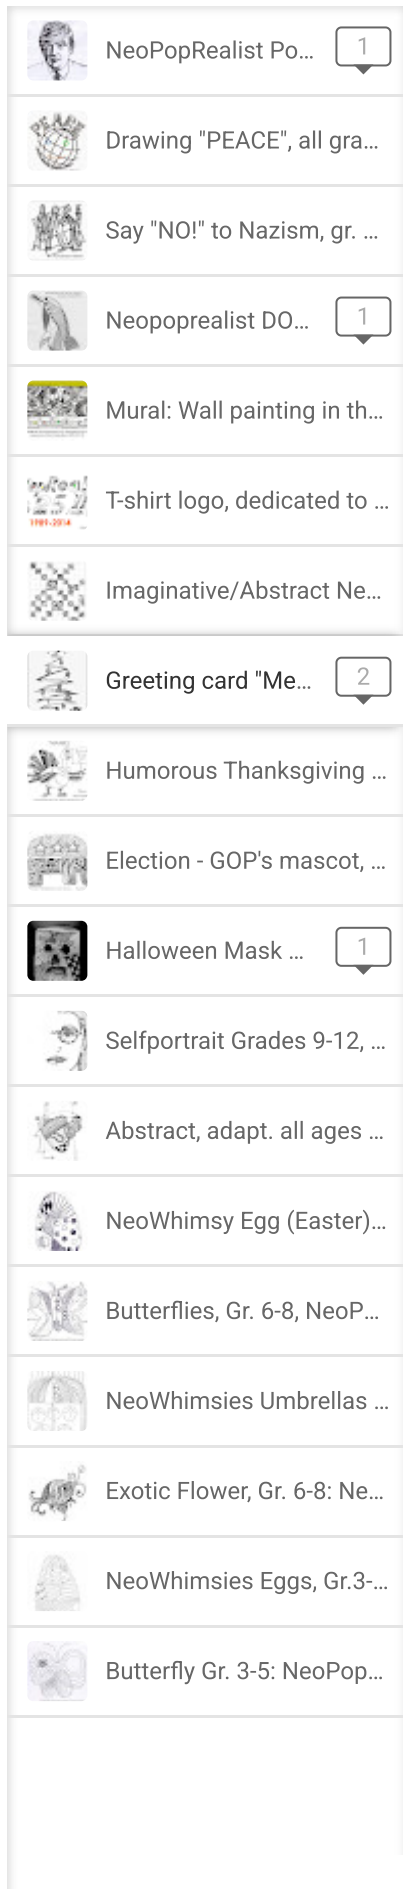 NeoPopRealist Po...
1
Drawing "PEACE", all gra...
Say "NO!" to Nazism, gr. ...
Neopoprealist DO...
1
Mural: Wall painting in th...
T-shirt logo, dedicated to ...
1989-2014
Imaginative/Abstract Ne...
Greeting card "Me...
2
Humorous Thanksgiving ...
Election - GOP's mascot, ...
Halloween Mask ...
1
Selfportrait Grades 9-12, ...
Abstract, adapt. all ages ...
NeoWhimsy Egg (Easter)...
Butterflies, Gr. 6-8, NeoP...
NeoWhimsies Umbrellas ...
Exotic Flower, Gr. 6-8: Ne...
NeoWhimsies Eggs, Gr.3-...
Butterfly Gr. 3-5: NeoPop...